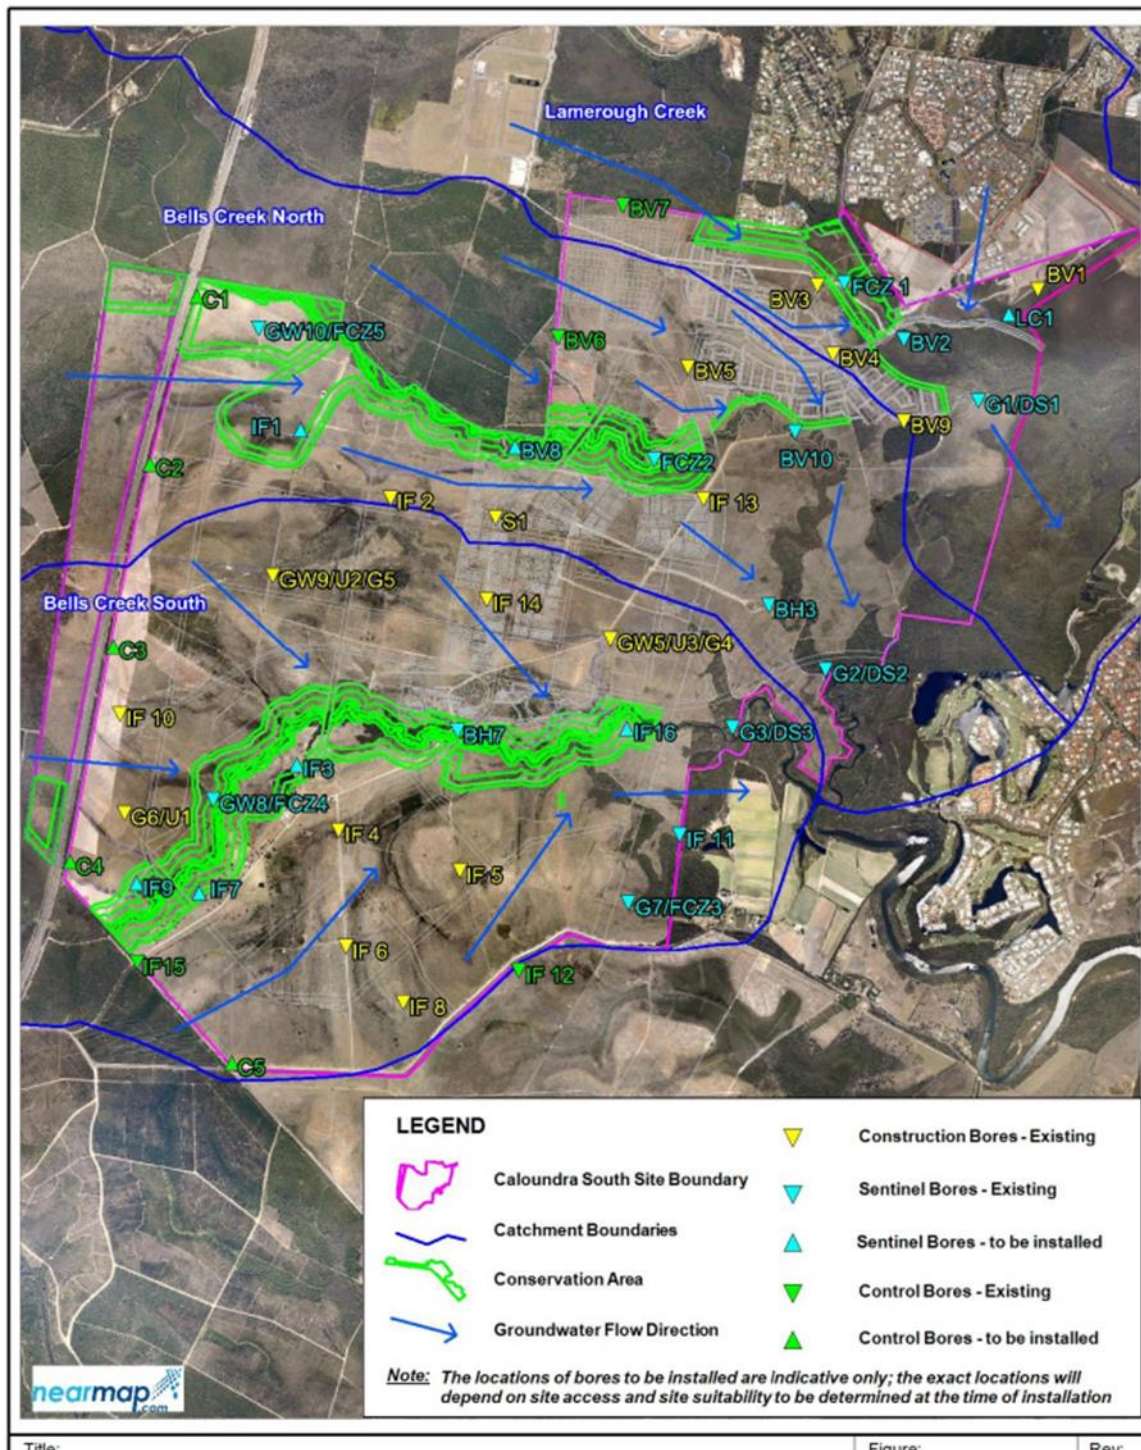 Lamerough Creek
Bells Creek North
BV7
C1
GW10/FCZ5
BV3
FCZ 1
BV1
LC1
BV6
BV2
BV4
BV5
G1/DS1
IF1
BV9
BV8
FCZ2
BV10
C2
IF 2
S1
IF 13
GW9/U2/G5
Bells Creek South
IF 14
BH3
C3
GW5/U3/G4
G2/DS2
IF 10
BH7
IF16
G3/DS3
IF3
GW8/FCZ4
G6/U1
IF 4
IF 11
C4
IF 5
IF9
IF7
G7/FCZ3
IF 6
IF15
IF 12
IF 8
C5
LEGEND
Caloundra South Site Boundary
Catchment Boundaries
Conservation Area
Groundwater Flow Direction
Construction Bores - Existing
Sentinel Bores - Existing
Sentinel Bores - to be installed
Control Bores - Existing
Control Bores - to be installed
Note: The locations of bores to be installed are indicative only; the exact locations will
depend on site access and site suitability to be determined at the time of installation
nearmap
.com
Title:
Figure:
Rev: